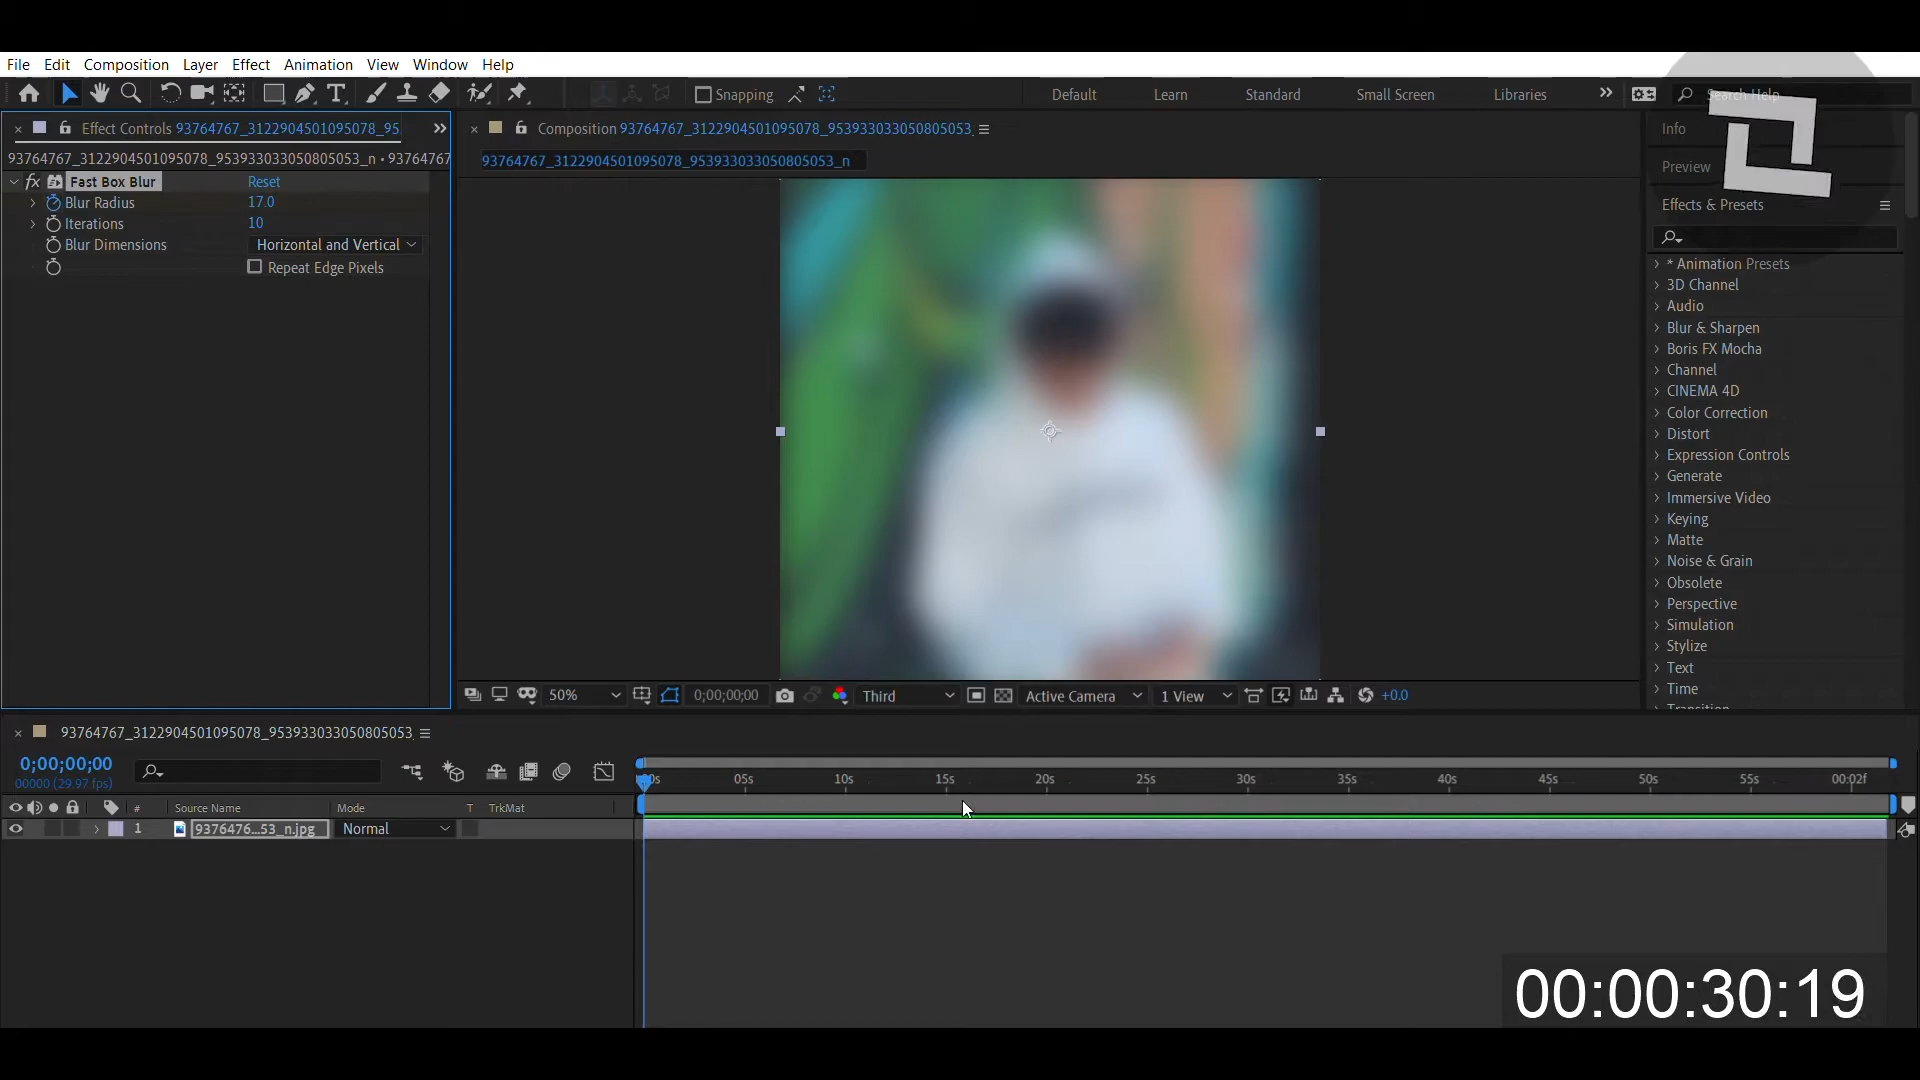 File Edit Composition Layer Effect Animation View Window Help
Snapping Default Learn Standard Small Screen Libraries Search Help
Effect Controls 93764767_3122904501095078_95
Composition 93764767_3122904501095078_953933033050805053_
Info
93764767_3122904501095078_953933033050805053_n • 93764767
93764767_3122904501095078_953933033050805053_n
Preview
fx Fast Box Blur Reset
Blur Radius 17.0
Iterations 10
Blur Dimensions Horizontal and Vertical
Repeat Edge Pixels
Effects & Presets
* Animation Presets
3D Channel
Audio
Blur & Sharpen
Boris FX Mocha
Channel
CINEMA 4D
Color Correction
Distort
Expression Controls
Generate
Immersive Video
Keying
Matte
Noise & Grain
Obsolete
Perspective
Simulation
Stylize
Text
Time
Transition
50% 0;00;00;00 Third Active Camera 1 View +0.0
93764767_3122904501095078_953933033050805053_
0;00;00;00
00000 (29.97 fps)
05s 10s 15s 20s 25s 30s 35s 40s 45s 50s 55s 00:02f
# Source Name Mode T TrkMat
1 9376476...53_n.jpg Normal
00:00:30:19